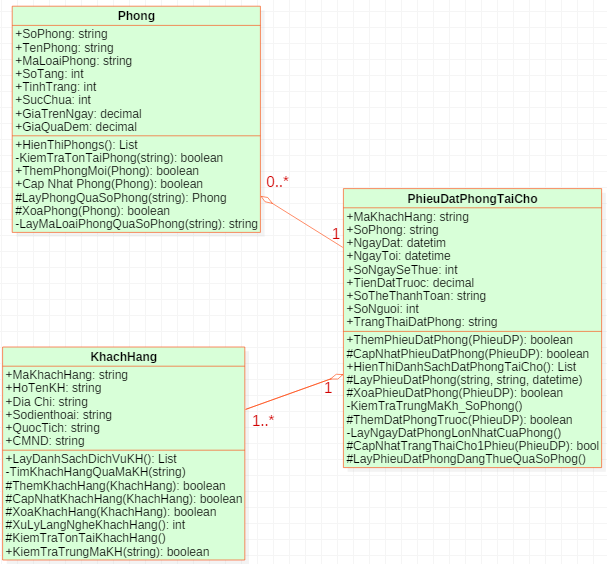 Phong
+SoPhong: string
+TenPhong: string
+MaLoaiPhong: string
+SoTang: int
+TinhTrang: int
+SucChua: int
+GiaTrenNgay: decimal
+GiaQuaDem: decimal
+HienThiPhongs(): List
-KiemTraTonTaiPhong(string): boolean
+ThemPhongMoi(Phong): boolean
+Cap Nhat Phong(Phong): boolean
#LayPhongQuaSoPhong(string): Phong
#XoaPhong(Phong): boolean
-LayMaLoaiPhongQuaSoPhong(string): string
0..*
1
PhieuDatPhongTaiCho
+MaKhachHang: string
+SoPhong: string
+NgayDat: datetim
+NgayToi: datetime
+SoNgaySeThue: int
+TienDatTruoc: decimal
+SoTheThanhToan: string
+SoNguoi: int
+TrangThaiDatPhong: string
+ThemPhieuDatPhong(PhieuDP): boolean
#CapNhatPhieuDatPhong(PhieuDP): boolean
+HienThiDanhSachDatPhongTaiCho(): List
#LayPhieuDatPhong(string, string, datetime)
#XoaPhieuDatPhong(PhieuDP): boolean
-KiemTraTrungMaKh_SoPhong()
#ThemDatPhongTruoc(PhieuDP): boolean
-LayNgayDatPhongLonNhatCuaPhong()
#CapNhatTrangThaiCho1Phieu(PhieuDP): bool
#LayPhieuDatPhongDangThueQuaSoPhog()
KhachHang
+MaKhachHang: string
+HoTenKH: string
+Dia Chi: string
+Sodienthoai: string
+QuocTich: string
+CMND: string
+LayDanhSachDichVuKH(): List
-TimKhachHangQuaMaKH(string)
#ThemKhachHang(KhachHang): boolean
#CapNhatKhachHang(KhachHang): boolean
#XoaKhachHang(KhachHang): boolean
#XuLyLangNgheKhachHang(): int
#KiemTraTonTaiKhachHang()
+KiemTraTrungMaKH(string): boolean
1
1..*